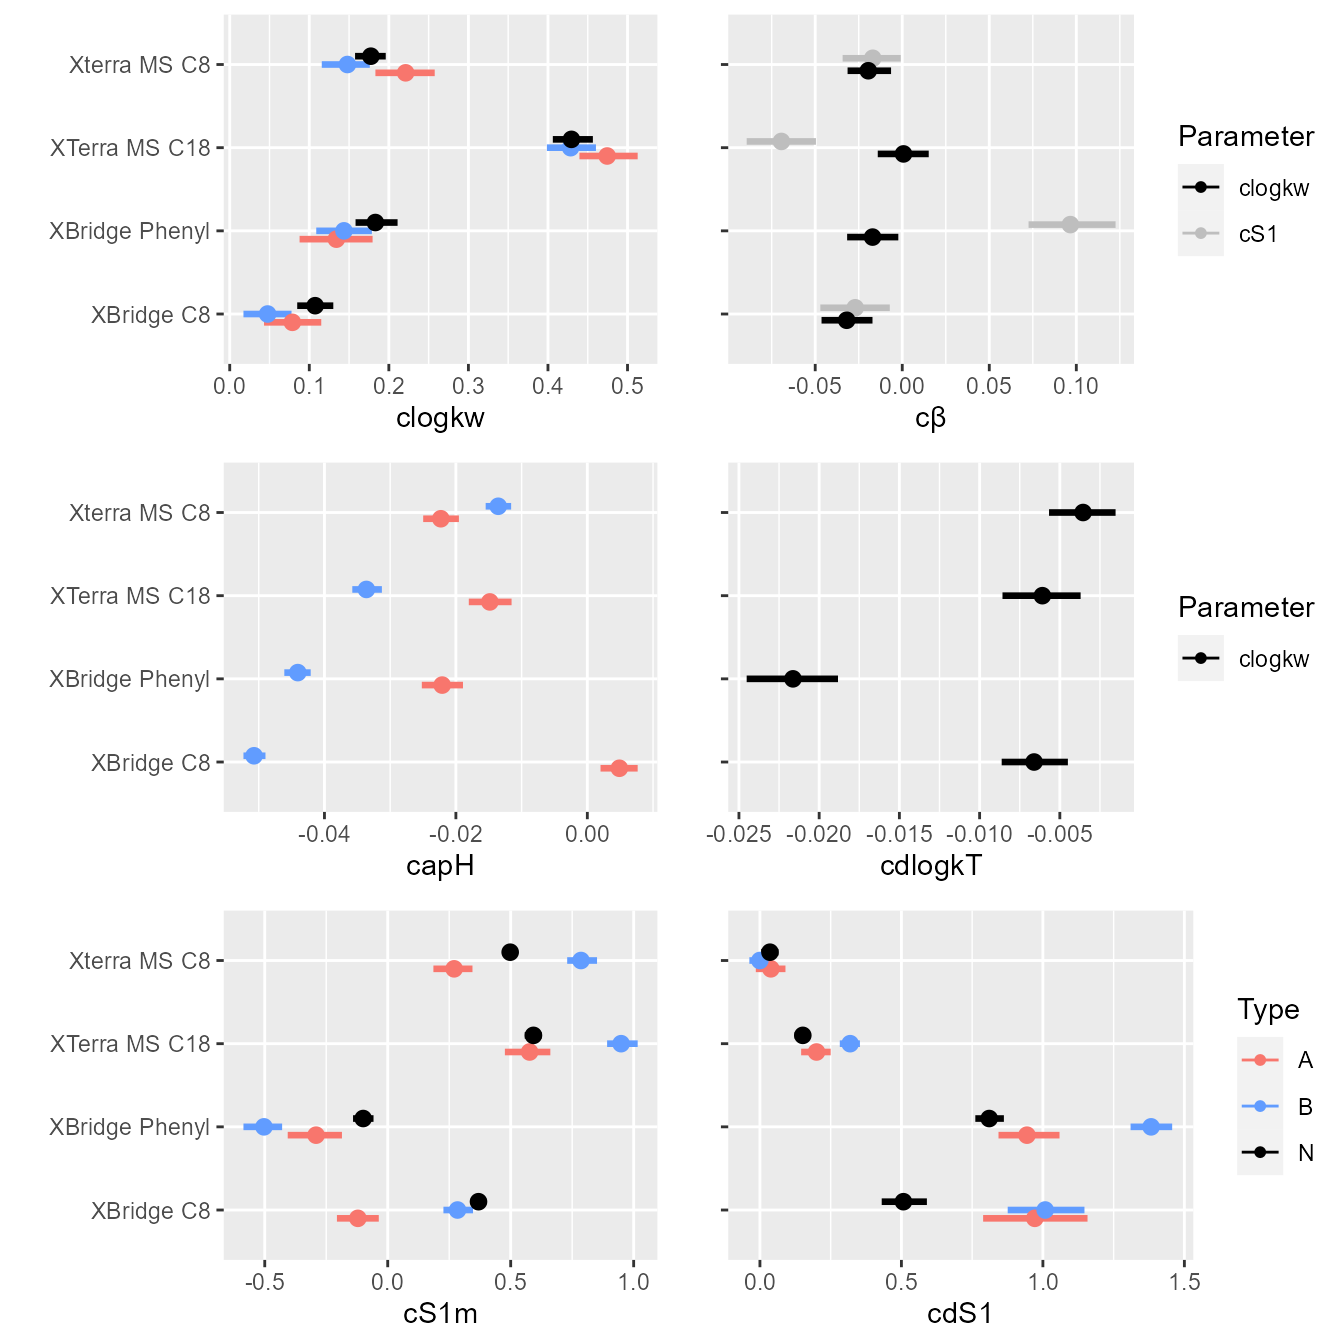 Xterra MS C8
XTerra MS C18
XBridge Phenyl
XBridge C8
0.0 0.1 0.2 0.3 0.4 0.5
clogkw
-0.05 0.00 0.05 0.10
cβ
Parameter
clogkw
cS1
Xterra MS C8
XTerra MS C18
XBridge Phenyl
XBridge C8
-0.04 -0.02 0.00
capH
-0.025 -0.020 -0.015 -0.010 -0.005
cdlogkT
Parameter
clogkw
Xterra MS C8
XTerra MS C18
XBridge Phenyl
XBridge C8
-0.5 0.0 0.5 1.0
cS1m
0.0 0.5 1.0 1.5
cdS1
Type
A
B
N